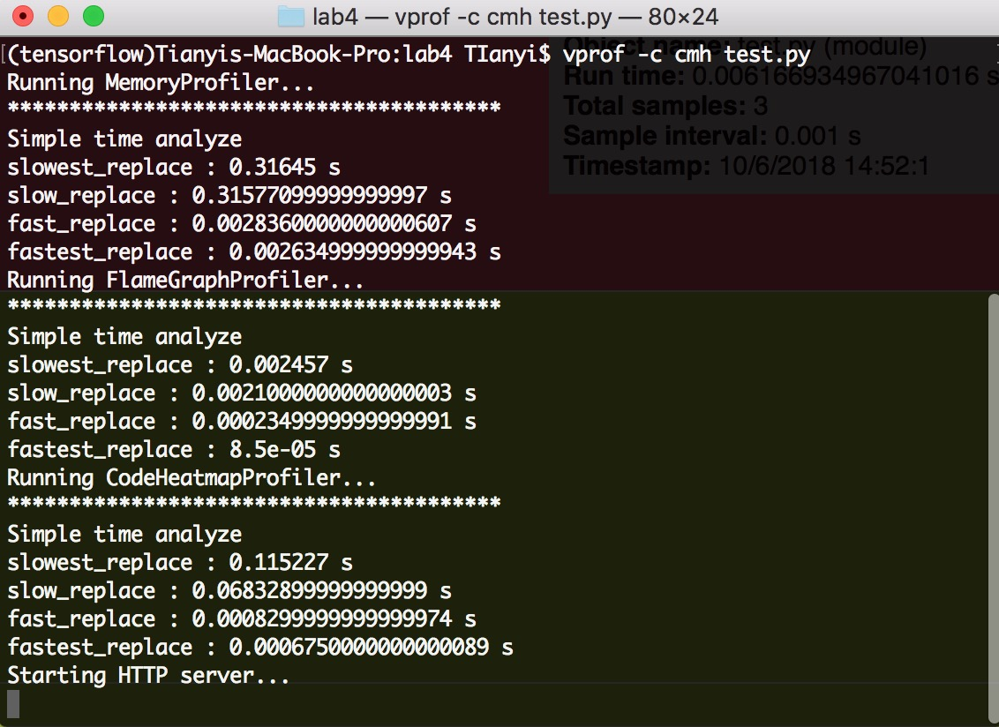 lab4 — vprof -c cmh test.py — 80×24
Object name: test.py (module)
[(tensorflow)Tianyis-MacBook-Pro:lab4 TIanyi$ vprof -c cmh test.py
Run time: 0.006166934967041016 s
Running MemoryProfiler...
Total samples: 3
****************************************
Sample interval: 0.001 s
Simple time analyze
Timestamp: 10/6/2018 14:52:1
slowest_replace : 0.31645 s
slow_replace : 0.31577099999999997 s
fast_replace : 0.0028360000000000607 s
fastest_replace : 0.002634999999999943 s
Running FlameGraphProfiler...
****************************************
Simple time analyze
slowest_replace : 0.002457 s
slow_replace : 0.0021000000000000003 s
fast_replace : 0.0002349999999999991 s
fastest_replace : 8.5e-05 s
Running CodeHeatmapProfiler...
****************************************
Simple time analyze
slowest_replace : 0.115227 s
slow_replace : 0.06832899999999999 s
fast_replace : 0.0008299999999999974 s
fastest_replace : 0.0006750000000000089 s
Starting HTTP server...